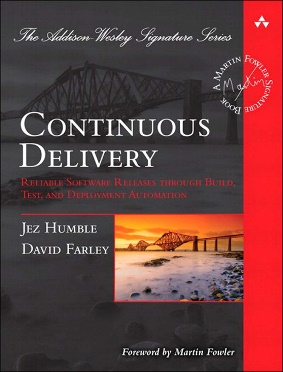 The Addison-Wesley Signature Series
A MARTIN FOWLER SIGNATURE BOOK
Martin
CONTINUOUS
DELIVERY
RELIABLE SOFTWARE RELEASES THROUGH BUILD,
TEST, AND DEPLOYMENT AUTOMATION
JEZ HUMBLE
DAVID FARLEY
Foreword by Martin Fowler